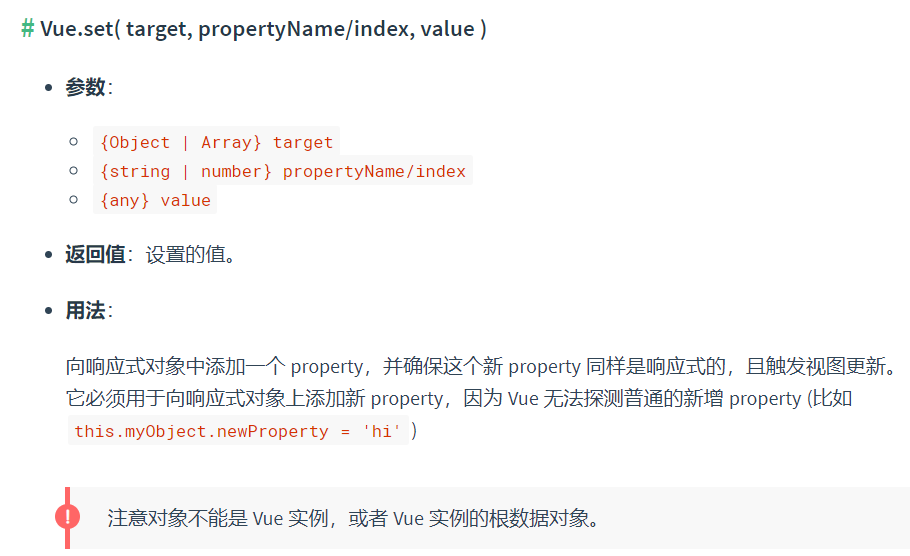 # Vue.set( target, propertyName/index, value )
参数：
{Object | Array} target
{string | number} propertyName/index
{any} value
返回值：设置的值。
用法：
向响应式对象中添加一个 property，并确保这个新 property 同样是响应式的，且触发视图更新。
它必须用于向响应式对象上添加新 property，因为 Vue 无法探测普通的新增 property (比如
this.myObject.newProperty = 'hi' )
! 注意对象不能是 Vue 实例，或者 Vue 实例的根数据对象。